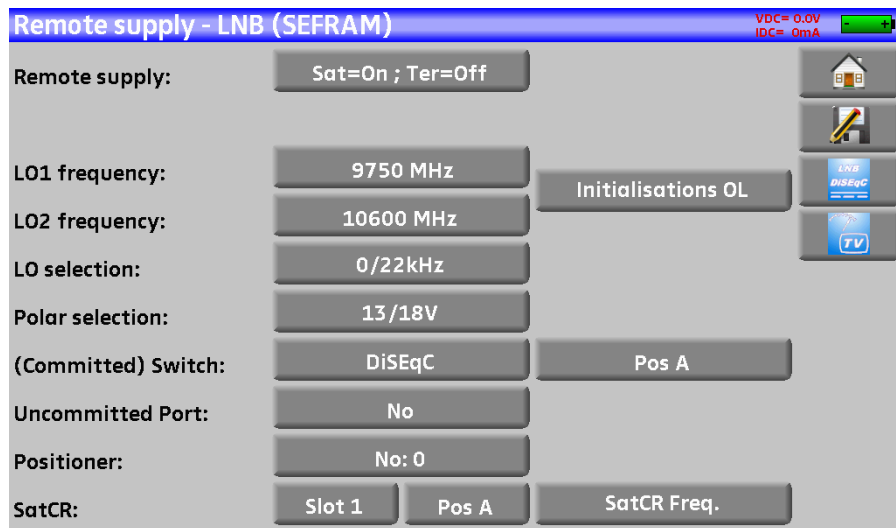 Remote supply - LNB (SEFRAM)
VDC= 0.0V
IDC= 0mA
- +
Remote supply: Sat=On ; Ter=Off
LO1 frequency: 9750 MHz
Initialisations OL
LNB
DiSEqC
LO2 frequency: 10600 MHz
TV
LO selection: 0/22kHz
Polar selection: 13/18V
(Committed) Switch: DiSEqC Pos A
Uncommitted Port: No
Positioner: No: 0
SatCR: Slot 1 Pos A SatCR Freq.